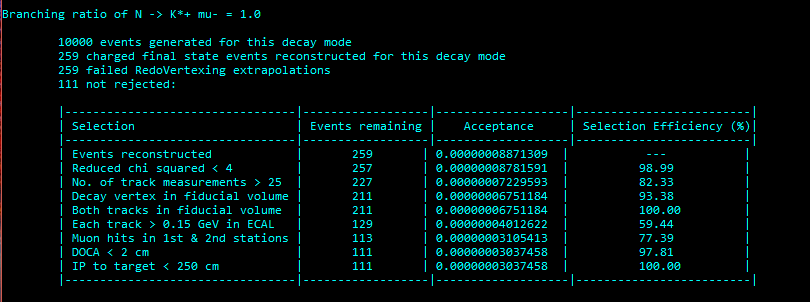 Branching ratio of N -> K*+ mu- = 1.0
10000 events generated for this decay mode
259 charged final state events reconstructed for this decay mode
259 failed RedoVertexing extrapolations
111 not rejected:
|---------------------------------|------------------|--------------------|------------------------|
| Selection | Events remaining | Acceptance | Selection Efficiency (%)|
|---------------------------------|------------------|--------------------|------------------------|
| Events reconstructed | 259 | 0.00000008871309 | --- |
| Reduced chi squared < 4 | 257 | 0.00000008781591 | 98.99 |
| No. of track measurements > 25 | 227 | 0.00000007229593 | 82.33 |
| Decay vertex in fiducial volume | 211 | 0.00000006751184 | 93.38 |
| Both tracks in fiducial volume | 211 | 0.00000006751184 | 100.00 |
| Each track > 0.15 GeV in ECAL | 129 | 0.00000004012622 | 59.44 |
| Muon hits in 1st & 2nd stations | 113 | 0.00000003105413 | 77.39 |
| DOCA < 2 cm | 111 | 0.00000003037458 | 97.81 |
| IP to target < 250 cm | 111 | 0.00000003037458 | 100.00 |
|---------------------------------|------------------|--------------------|------------------------|